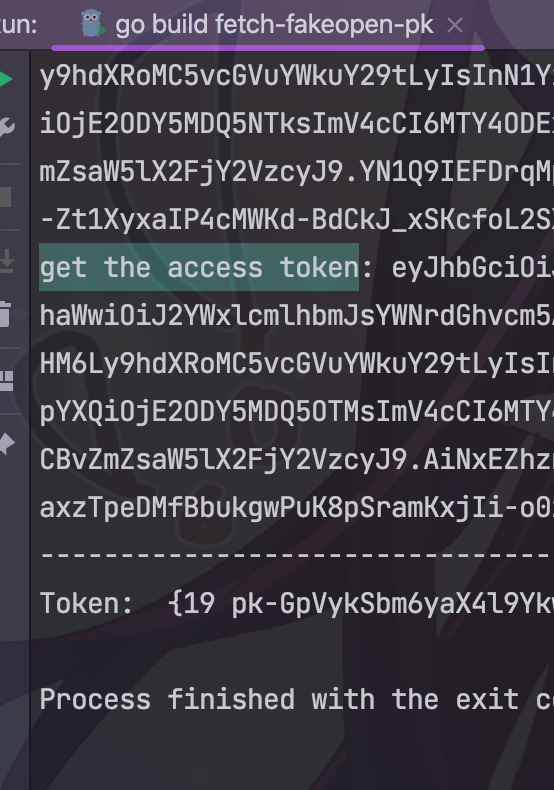 tun: go build fetch-fakeopen-pk
y9hdXRoMC5vcGVuYWkuY29tLyIsInN1Y
iOjE2ODY5MDQ5NTksImV4cCI6MTY4ODE
mZsaW5lX2FjY2VzcyJ9.YN1Q9IEFDrqM
-Zt1XyxaIP4cMWKd-BdCkJ_xSKcfoL2S
get the access token: eyJhbGciOiJ
haWwiOiJ2YWxlcmlhbmJsYWNrdGhvcm5
HM6Ly9hdXRoMC5vcGVuYWkuY29tLyIsI
pYXQiOjE2ODY5MDQ5OTMsImV4cCI6MTY
CBvZmZsaW5lX2FjY2VzcyJ9.AiNxEZhz
axzTpeDMfBbukgwPuK8pSramKxjIi-o0
--------------------------------
Token:  {19 pk-GpVykSbm6yaX4l9Yk
Process finished with the exit c